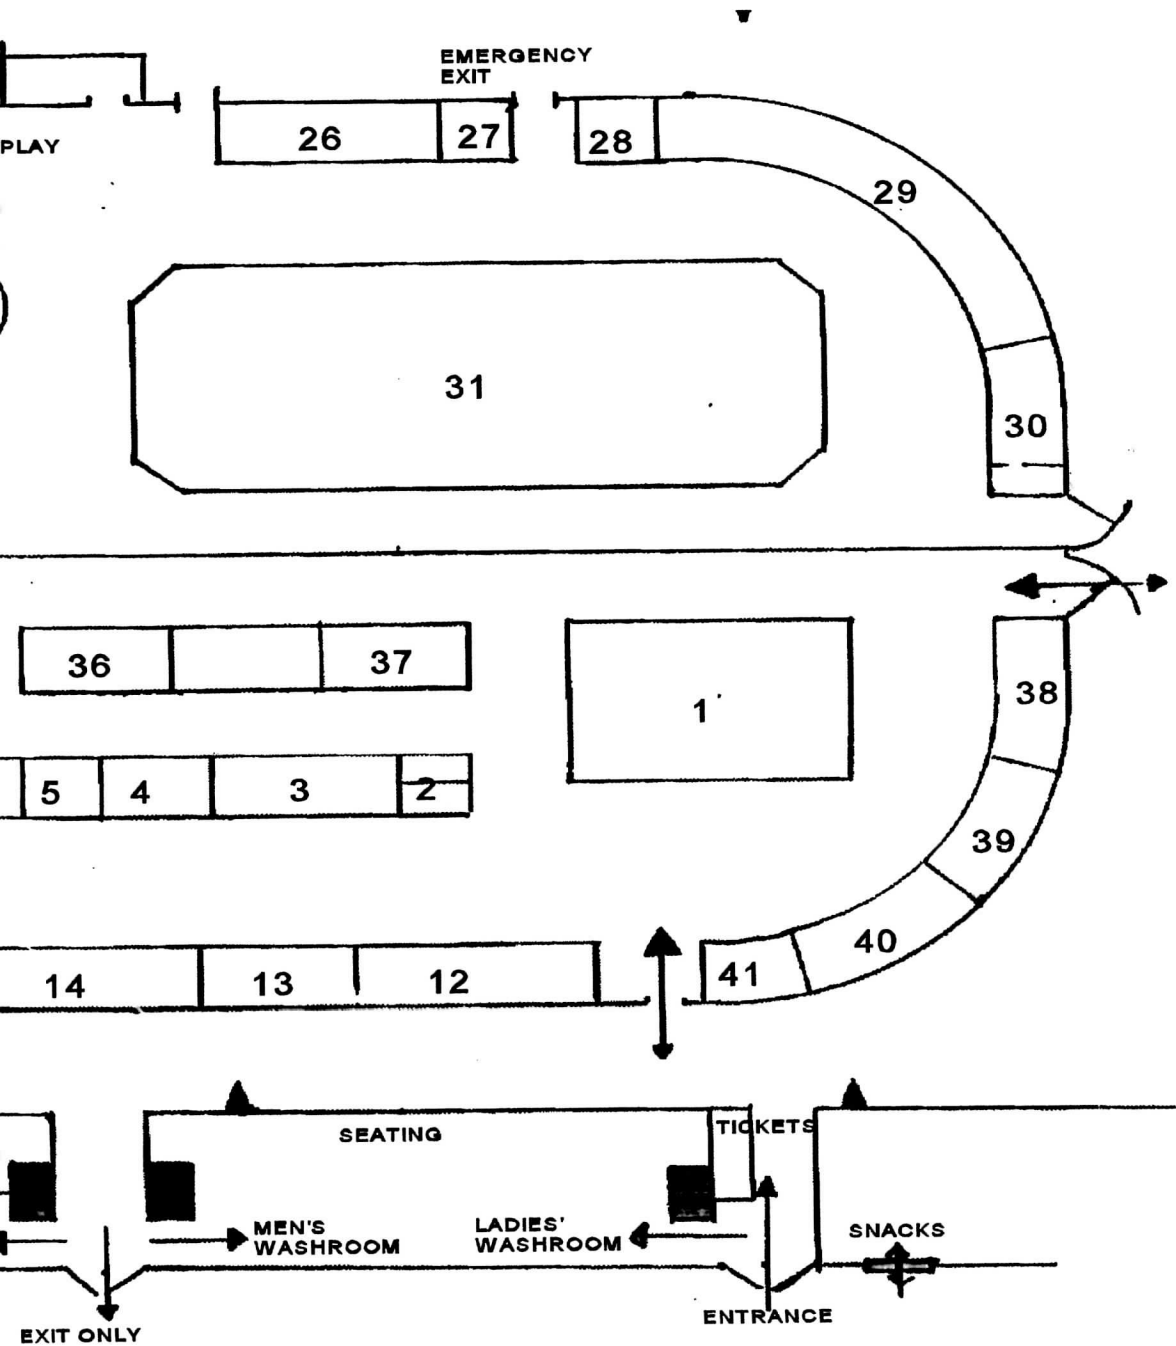 EMERGENCY
EXIT
PLAY
26
27
28
29
31
30
36
37
38
1
5
4
3
2
39
40
41
14
13
12
SEATING
TICKETS
MEN'S
WASHROOM
LADIES'
WASHROOM
SNACKS
ENTRANCE
EXIT ONLY